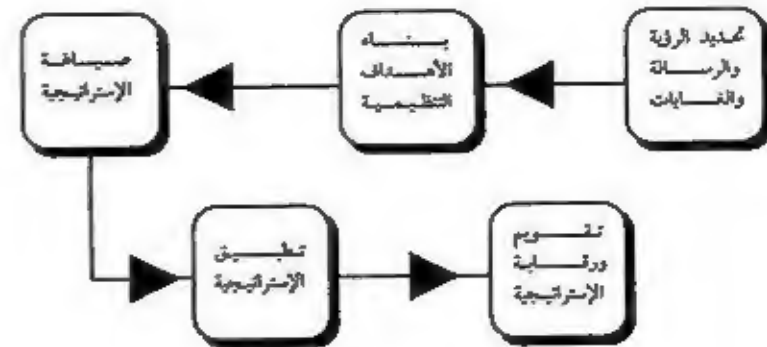 تحديد الرؤية
والرسالة
والغايات
بناء
الأهداف
التنظيمية
صياغة
الإستراتيجية
تطبيق
الإستراتيجية
تقويم
ورقابة
الإستراتيجية